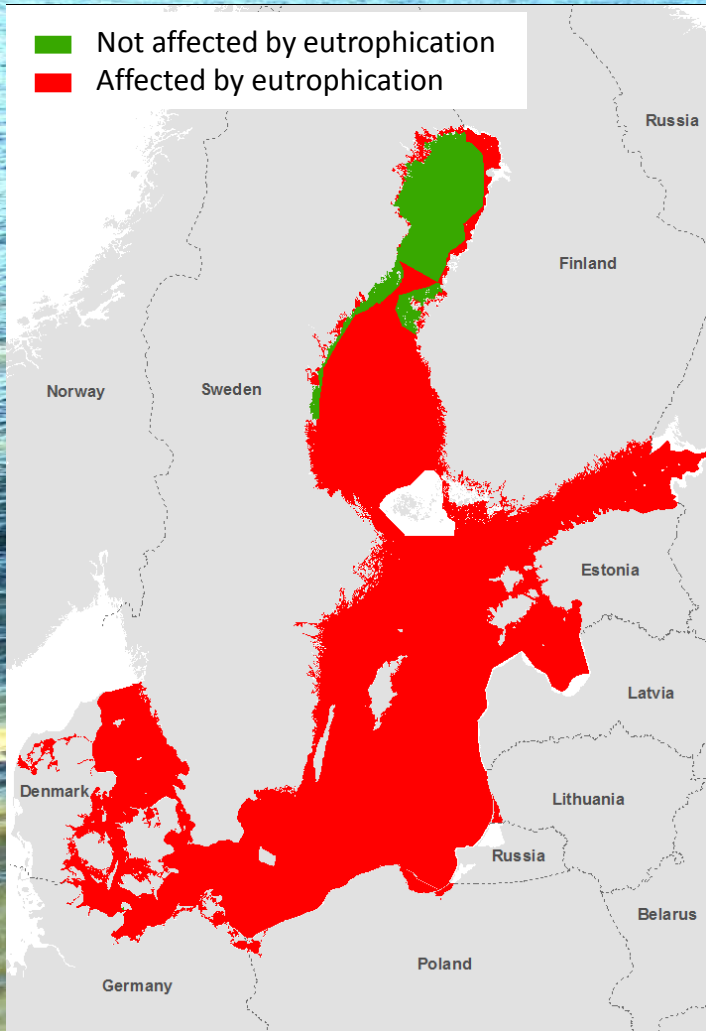 Not affected by eutrophication
Affected by eutrophication
Russia
Finland
Norway
Sweden
Estonia
Latvia
Denmark
Lithuania
Russia
Belarus
Poland
Germany